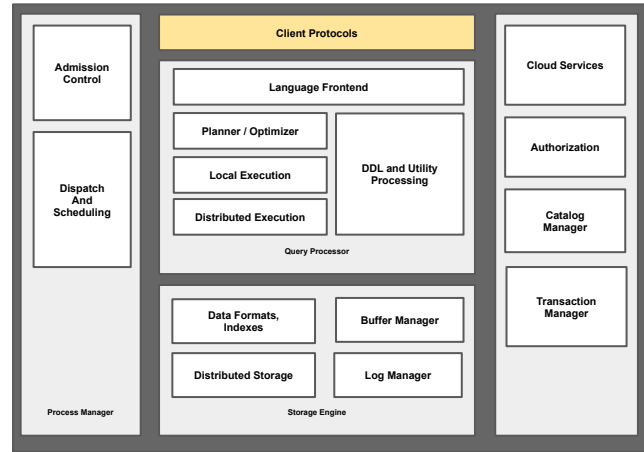 Admission
Control
Dispatch
And
Scheduling
Process Manager
Client Protocols
Language Frontend
Planner / Optimizer
Local Execution
Distributed Execution
DDL and Utility
Processing
Query Processor
Data Formats,
Indexes
Buffer Manager
Distributed Storage
Log Manager
Storage Engine
Cloud Services
Authorization
Catalog
Manager
Transaction
Manager